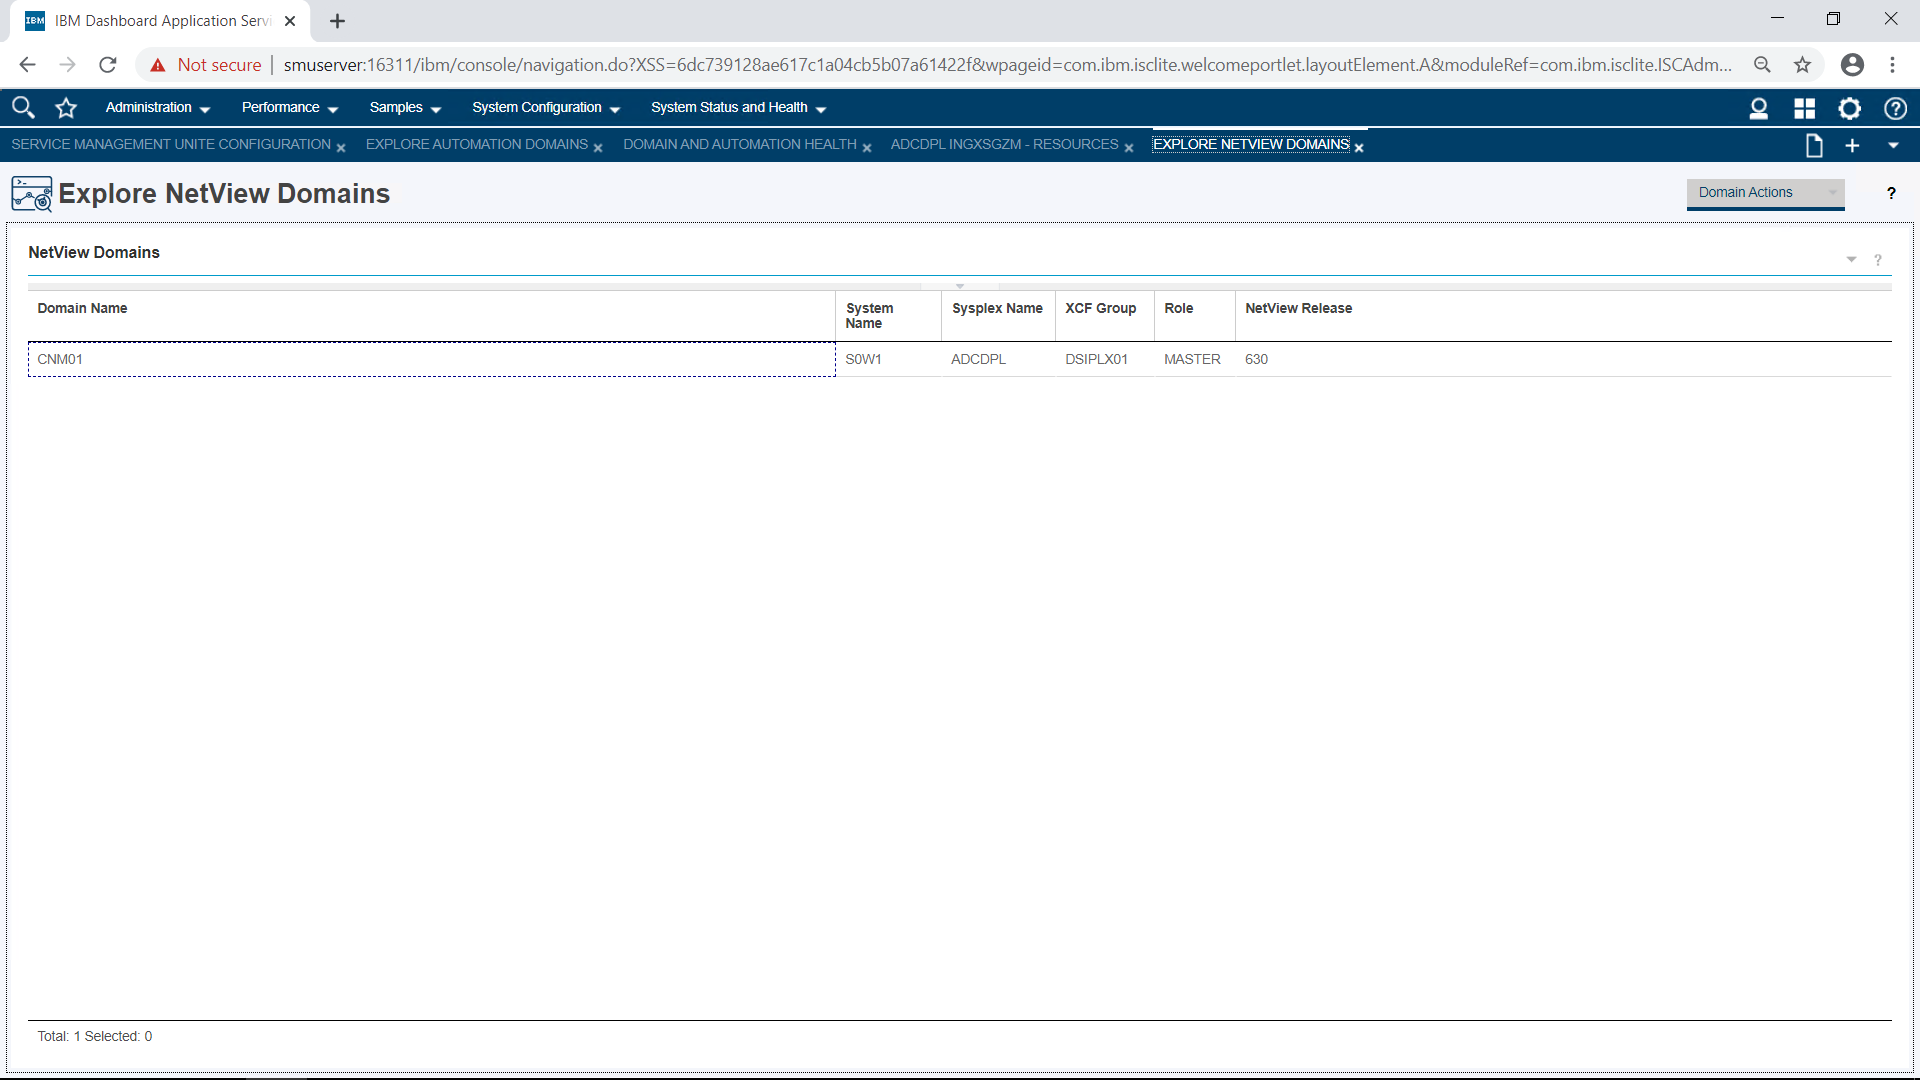 IBM IBM Dashboard Application Servi
Not secure smuserver:16311/ibm/console/navigation.do?XSS=6dc739128ae617c1a04cb5b07a61422f&wpageid=com.ibm.isclite.welcomeportlet.layoutElement.A&moduleRef=com.ibm.isclite.ISCAdm...
Administration Performance Samples System Configuration System Status and Health
SERVICE MANAGEMENT UNITE CONFIGURATION EXPLORE AUTOMATION DOMAINS DOMAIN AND AUTOMATION HEALTH ADCDPL INGXSGZM - RESOURCES EXPLORE NETVIEW DOMAINS
Explore NetView Domains Domain Actions ?
NetView Domains ?
Domain Name System Name Sysplex Name XCF Group Role NetView Release
CNM01 S0W1 ADCDPL DSIPLX01 MASTER 630
Total: 1 Selected: 0